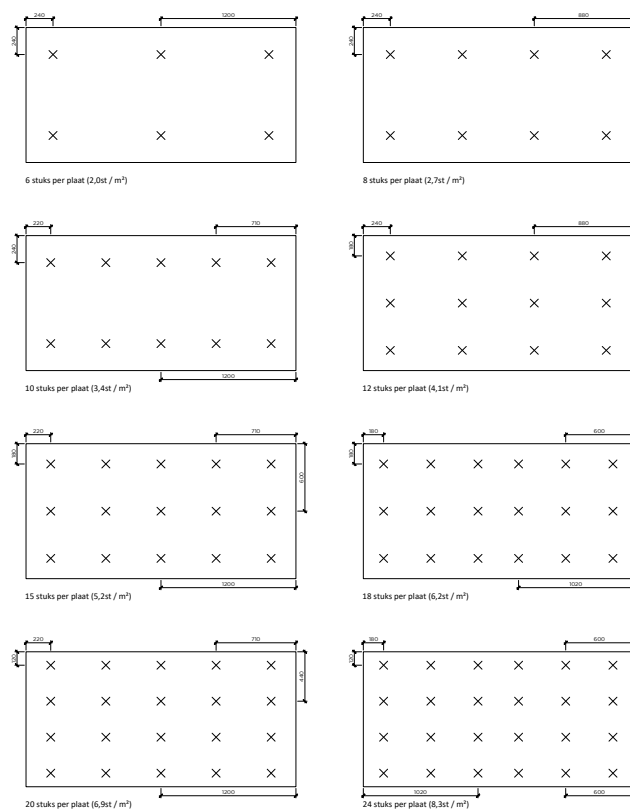 240 1200
240
6 stuks per plaat (2,0st / m²)
240 880
240
8 stuks per plaat (2,7st / m²)
220 710
240
1200
10 stuks per plaat (3,4st / m²)
240 880
180
12 stuks per plaat (4,1st / m²)
220 710
180
600
1200
15 stuks per plaat (5,2st / m²)
180 600
180
1020
18 stuks per plaat (6,2st / m²)
220 710
120
440
1200
20 stuks per plaat (6,9st / m²)
180 600
120
1020 600
24 stuks per plaat (8,3st / m²)